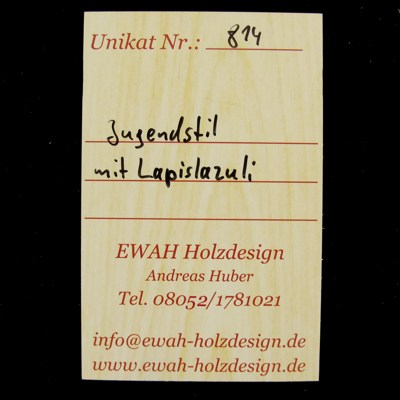 Unikat Nr.: 814
Jugendstil
mit Lapislazuli
EWAH Holzdesign
Andreas Huber
Tel. 08052/1781021
info@ewah-holzdesign.de
www.ewah-holzdesign.de